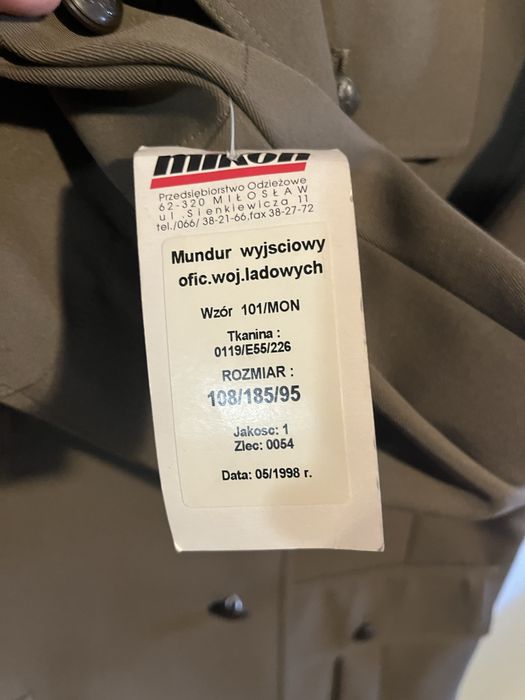 Przedsiębiorstwo Odzieżowe
62-320 MIŁOSŁAW
ul .Sienkiewicza 11
tel./066/ 38-21-66,fax 38-27-72
Mundur wyjsciowy
ofic.woj.ladowych
Wzór 101/MON
Tkanina :
0119/E55/226
ROZMIAR :
108/185/95
Jakosc: 1
Zlec: 0054
Data: 05/1998 r.